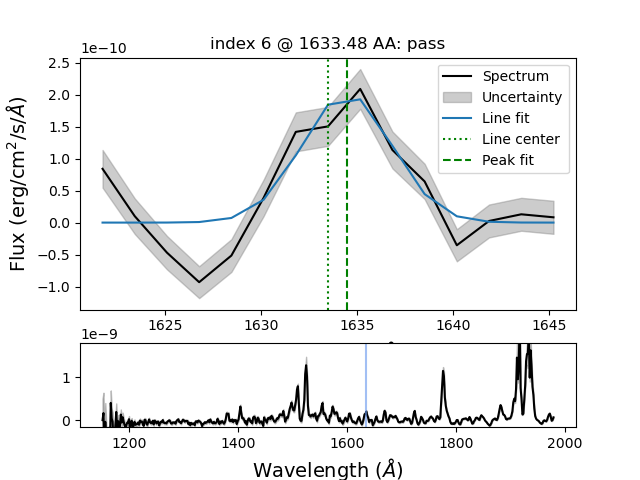 index 6 @ 1633.48 AA: pass
1e−10
2.5
2.0
1.5
1.0
0.5
0.0
−0.5
−1.0
Flux (erg/cm²/s/Å)
Spectrum
Uncertainty
Line fit
Line center
Peak fit
1625
1630
1635
1640
1645
1e−9
1
0
1200
1400
1600
1800
2000
Wavelength (Å)